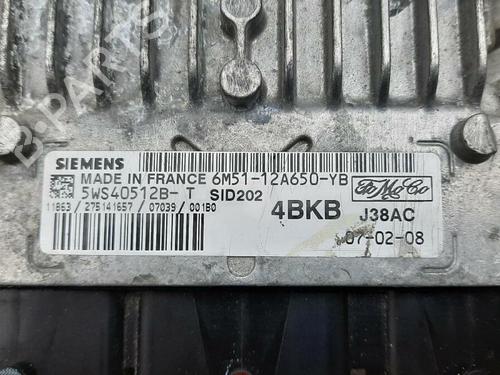 B-Parts
SIEMENS
MADE IN FRANCE 6M51-12A650-YB
5WS40512B-T SID202
FoMoCo
11863 / 275141657 / 07039 / 001B0
4BKB J38AC
07-02-08